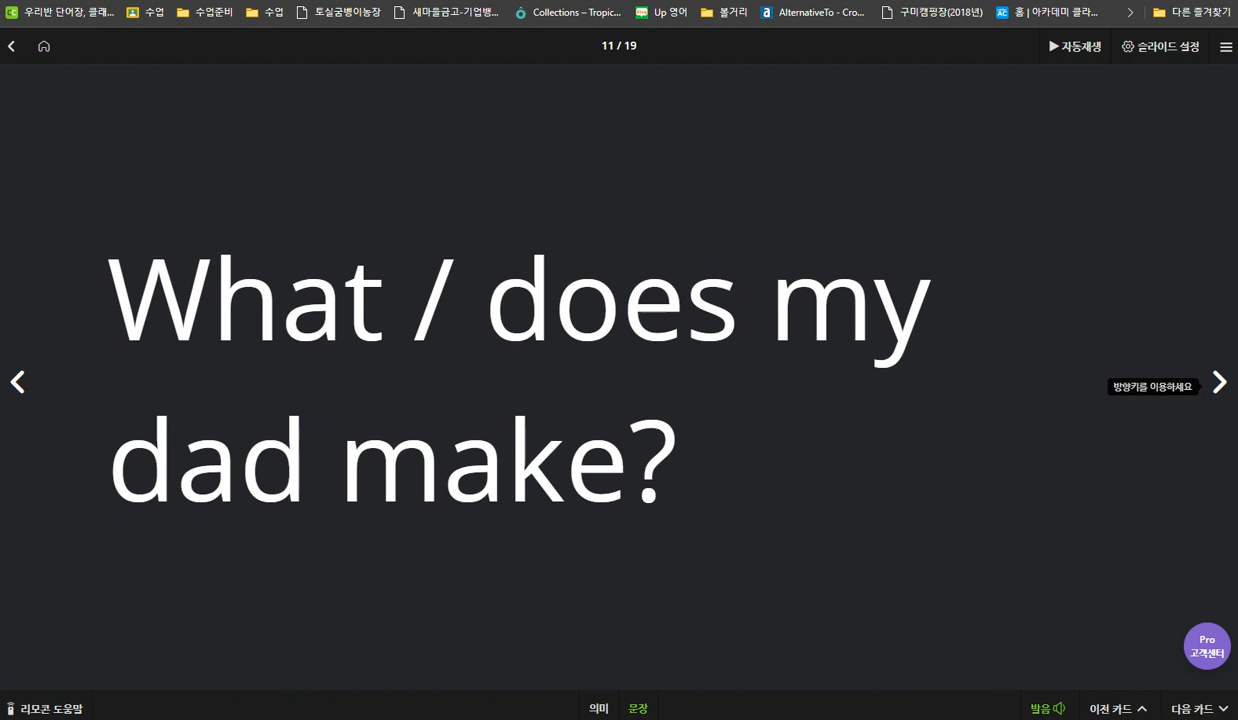 우리반 단어장, 클래... 수업 수업준비 수업 토실굼벵이농장 새마을금고-기업뱅... Collections – Tropic... Up 영어 볼거리 AlternativeTo - Cro... 구미캠핑장(2018년) 홈 | 아카데미 클라... 다른 즐겨찾기
11 / 19 자동재생 슬라이드 설정
What / does my
dad make?
방향키를 이용하세요
Pro
고객센터
리모콘 도움말 의미 문장 발음 이전 카드 다음 카드